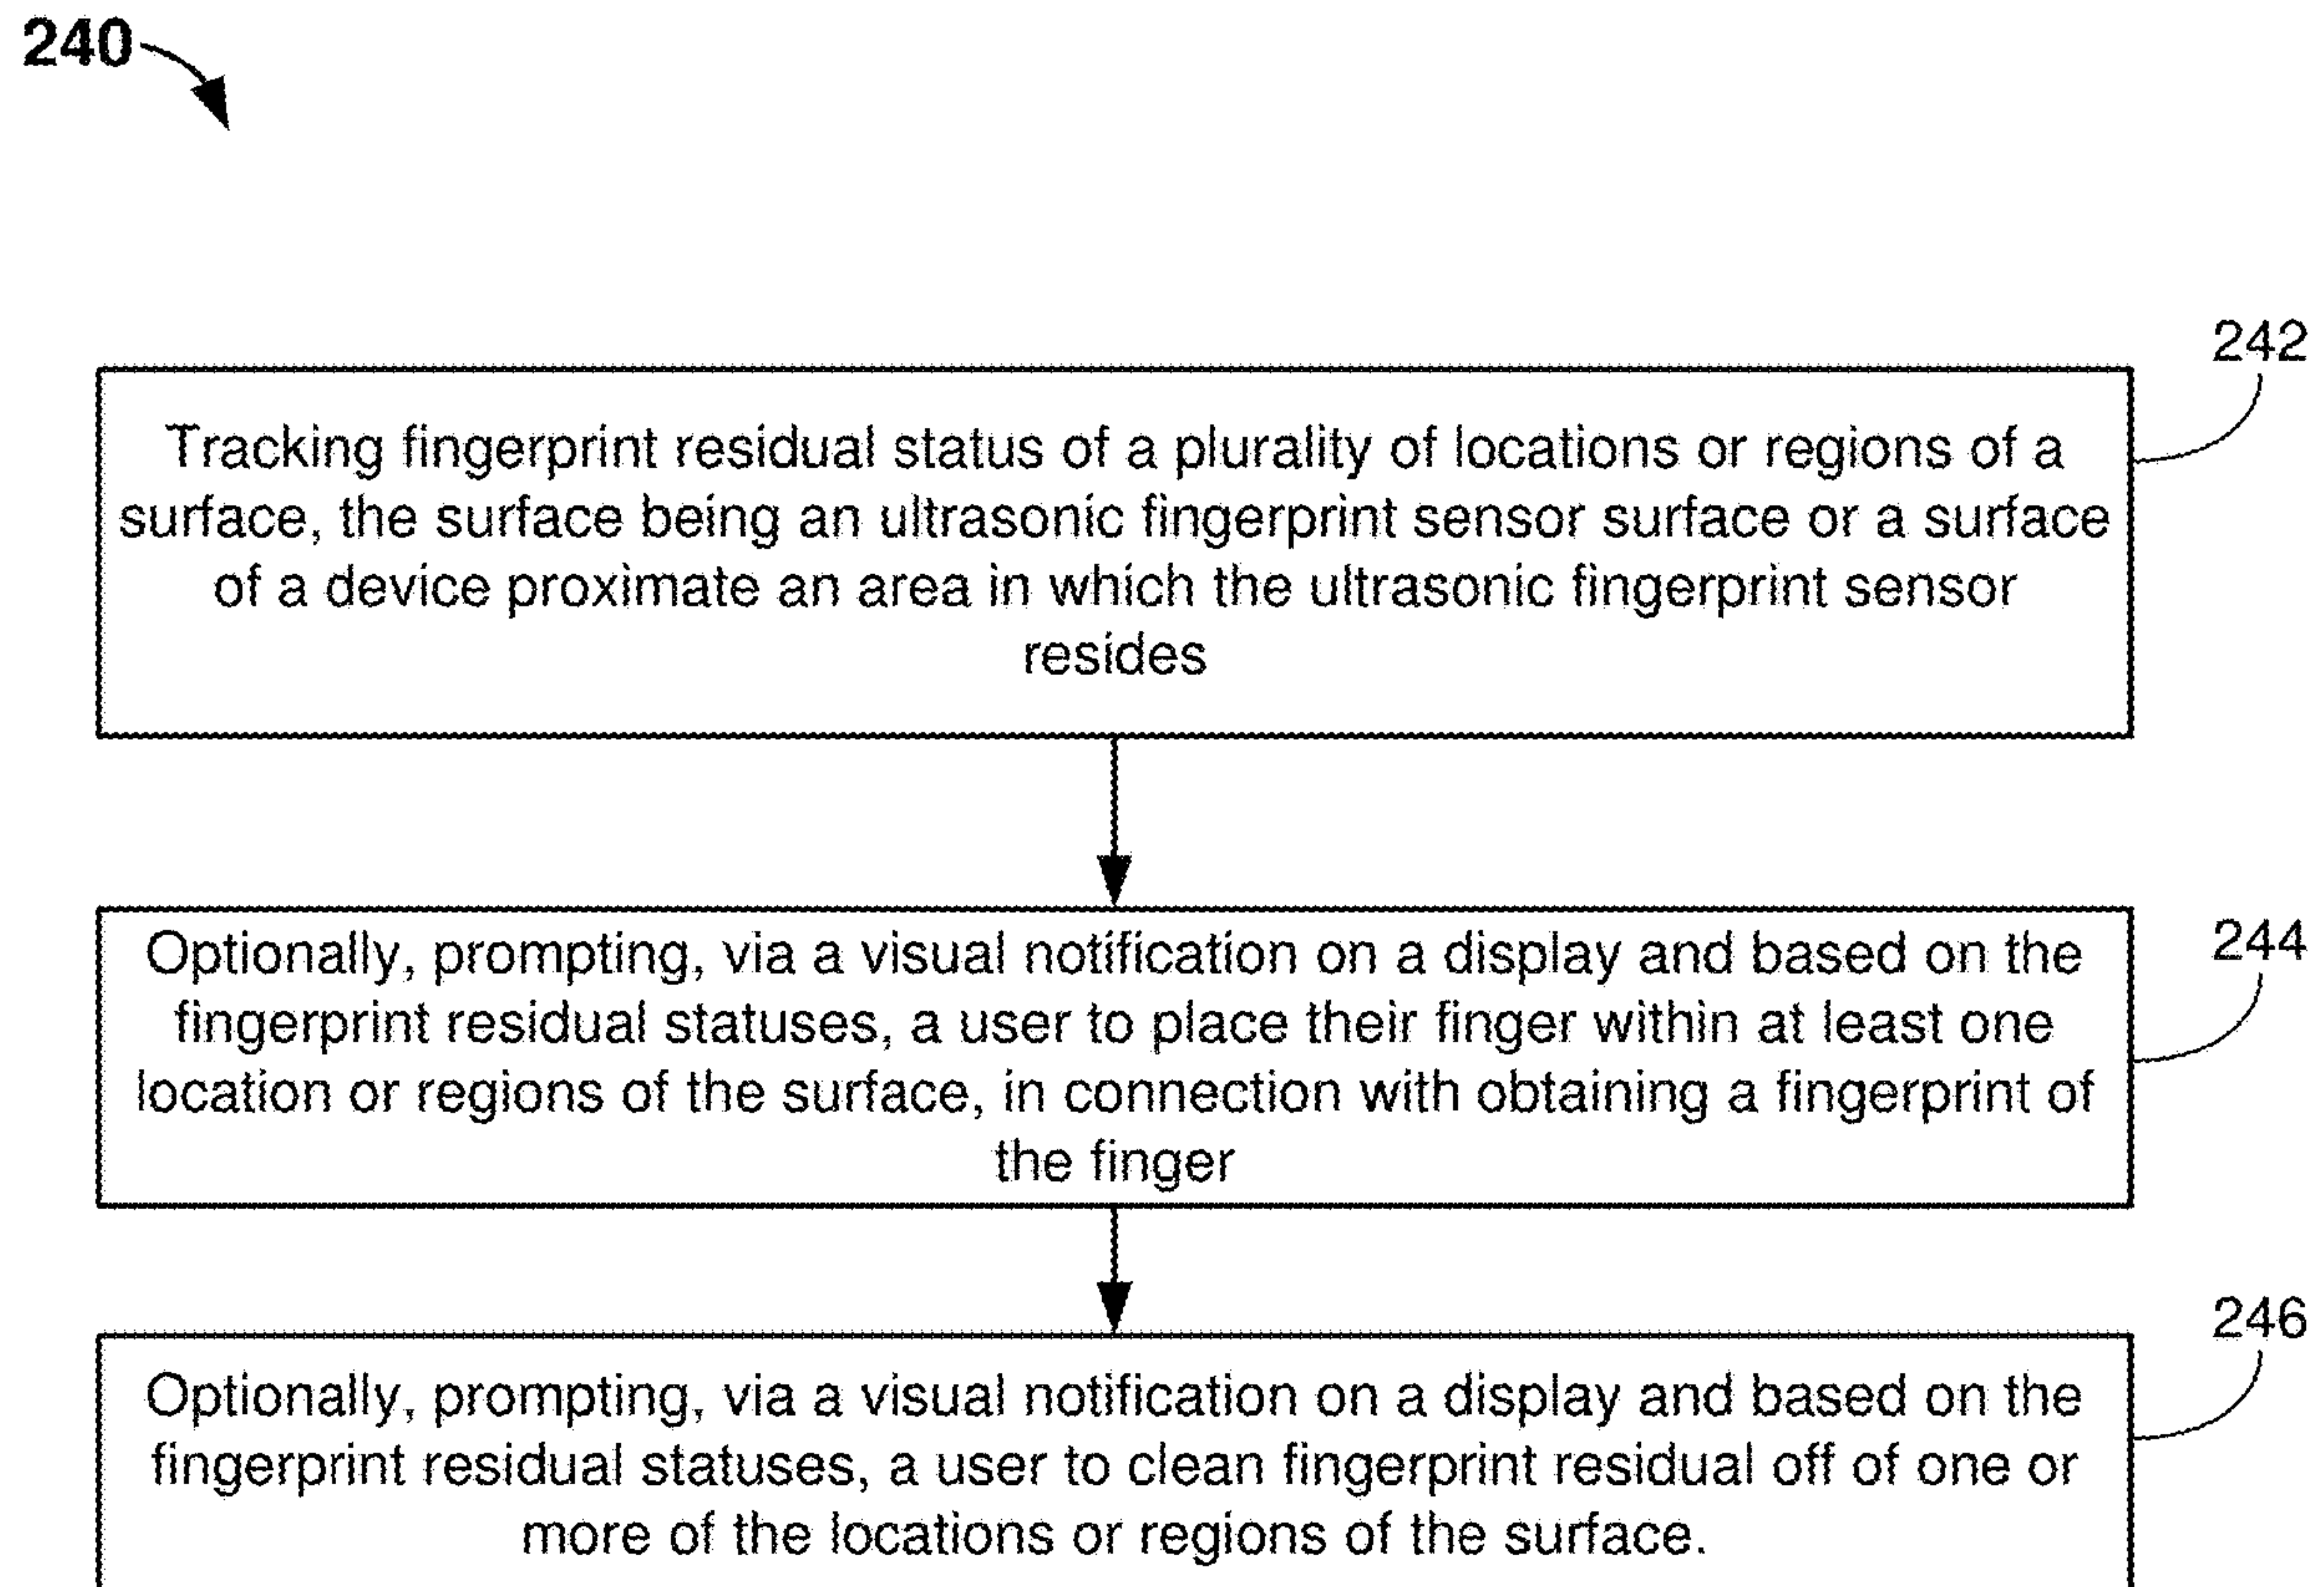 240
242
Tracking fingerprint residual status of a plurality of locations or regions of a
surface, the surface being an ultrasonic fingerprint sensor surface or a surface
of a device proximate an area in which the ultrasonic fingerprint sensor
resides
244
Optionally, prompting, via a visual notification on a display and based on the
fingerprint residual statuses, a user to place their finger within at least one
location or regions of the surface, in connection with obtaining a fingerprint of
the finger
246
Optionally, prompting, via a visual notification on a display and based on the
fingerprint residual statuses, a user to clean fingerprint residual off of one or
more of the locations or regions of the surface.